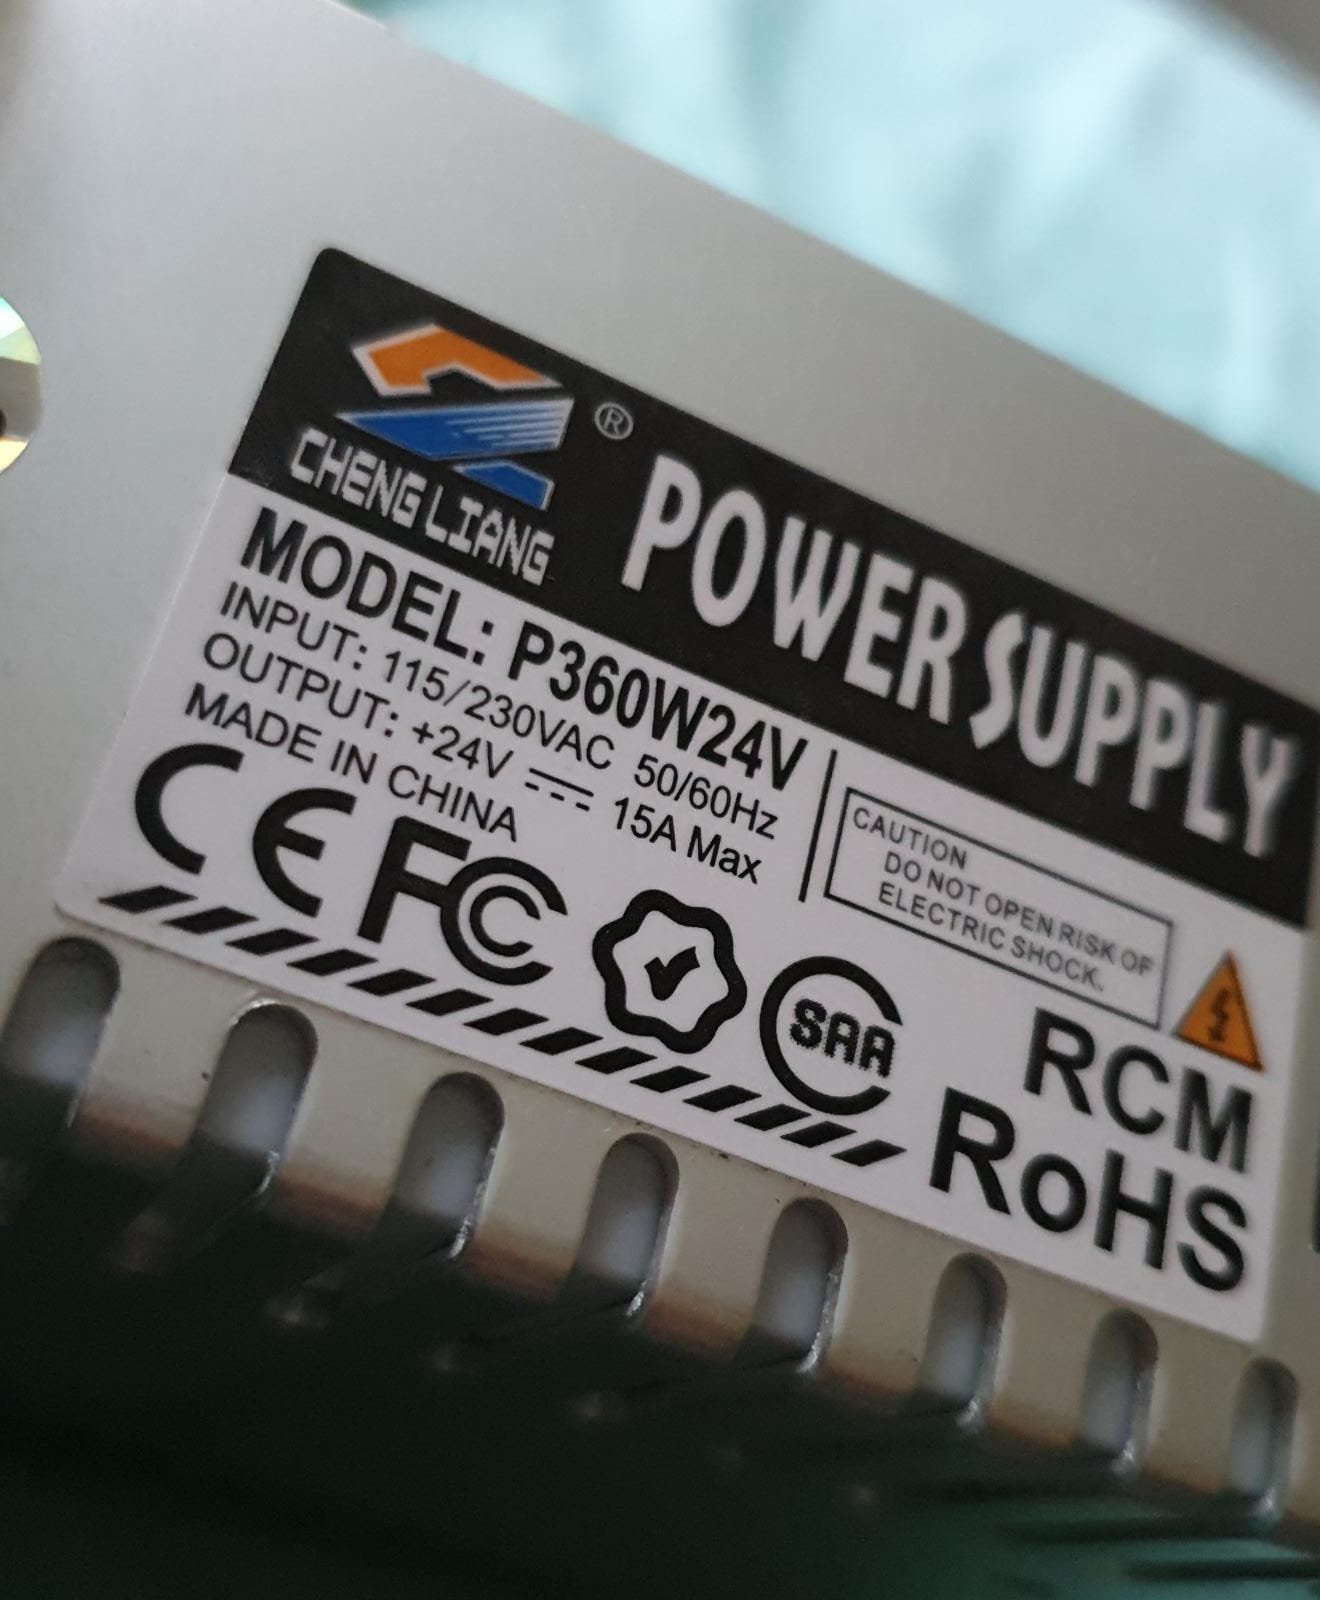 CHENG LIANG
®
POWER SUPPLY
MODEL: P360W24V
INPUT: 115/230VAC 50/60Hz
OUTPUT: +24V 15A Max
MADE IN CHINA
CAUTION
DO NOT OPEN RISK OF
ELECTRIC SHOCK.
CE FC SAA
RCM
RoHS